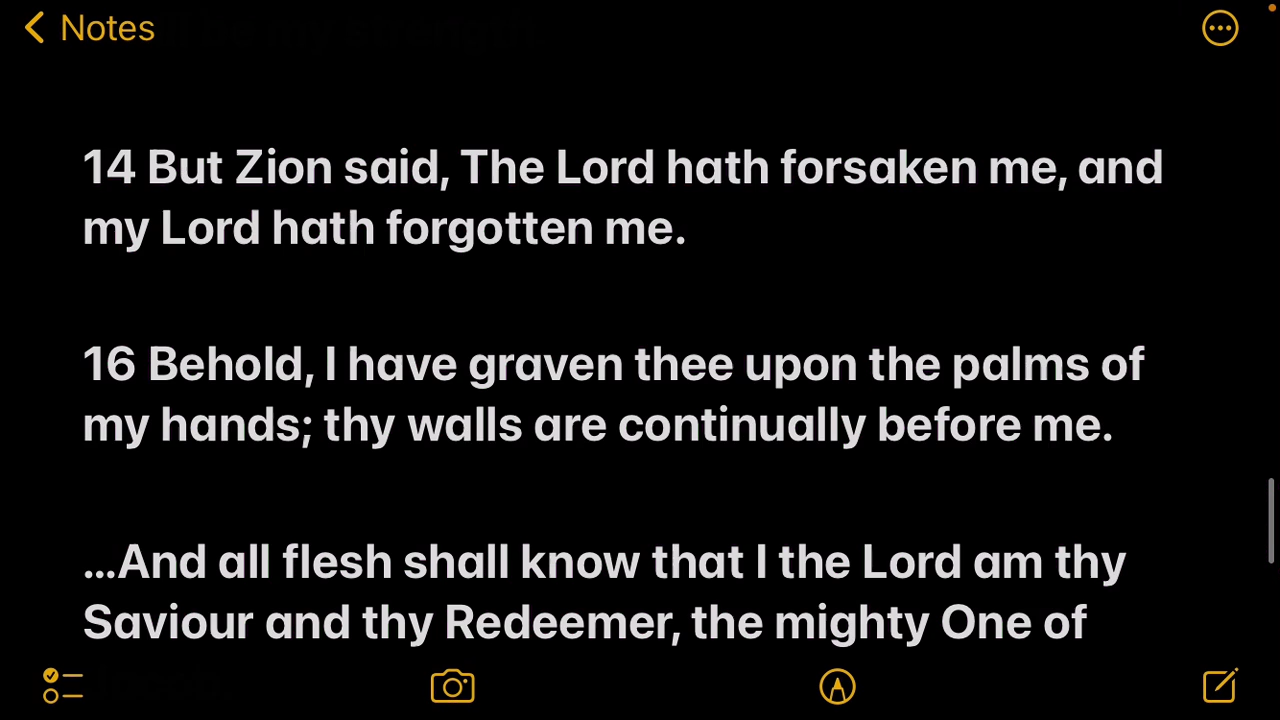 Notes
14 But Zion said, The Lord hath forsaken me, and
my Lord hath forgotten me.
16 Behold, I have graven thee upon the palms of
my hands; thy walls are continually before me.
...And all flesh shall know that I the Lord am thy
Saviour and thy Redeemer, the mighty One of